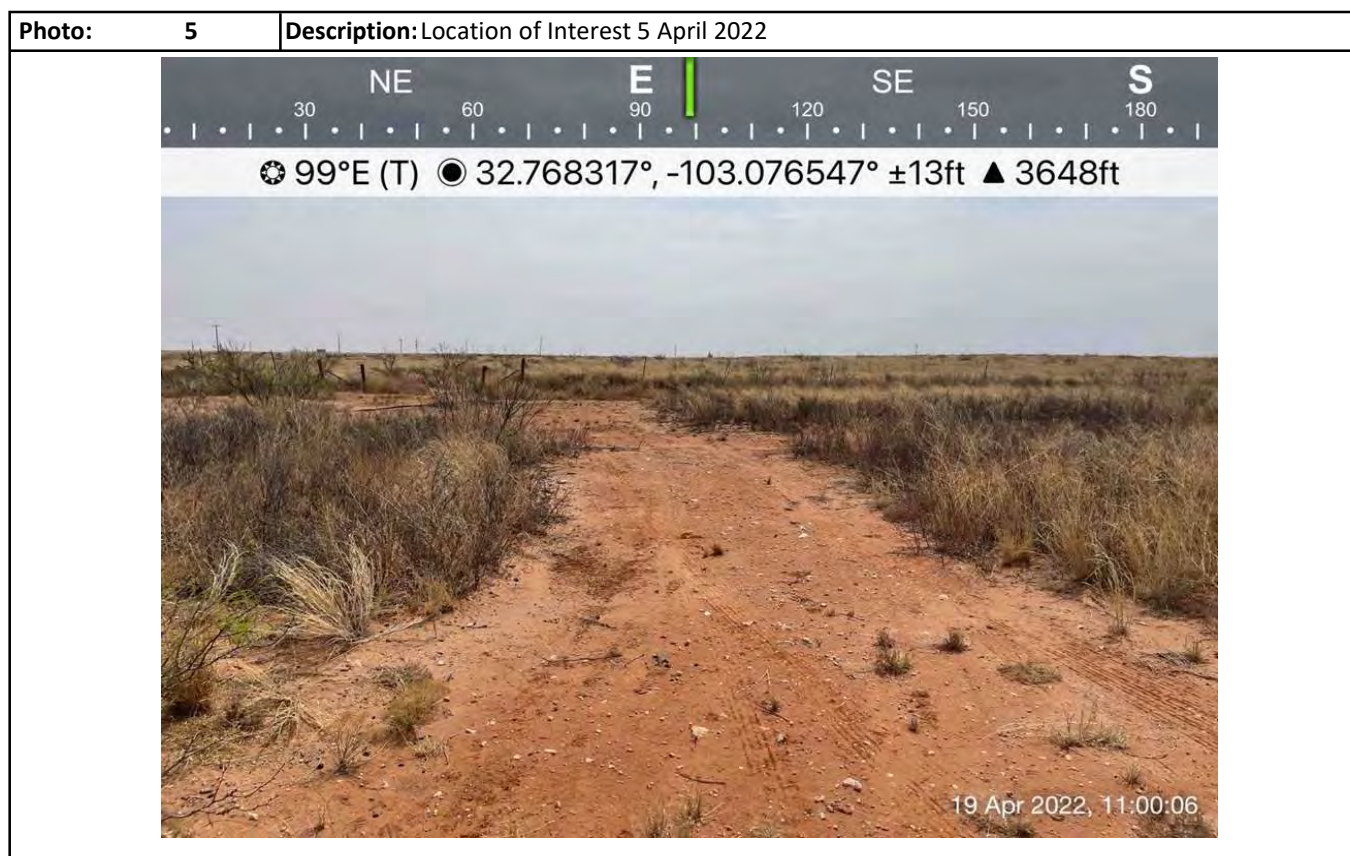 Photo: 5 Description: Location of Interest 5 April 2022
NE E SE S
30 60 90 120 150 180
99°E (T) 32.768317°, -103.076547° ±13ft ▲ 3648ft
19 Apr 2022, 11:00:06